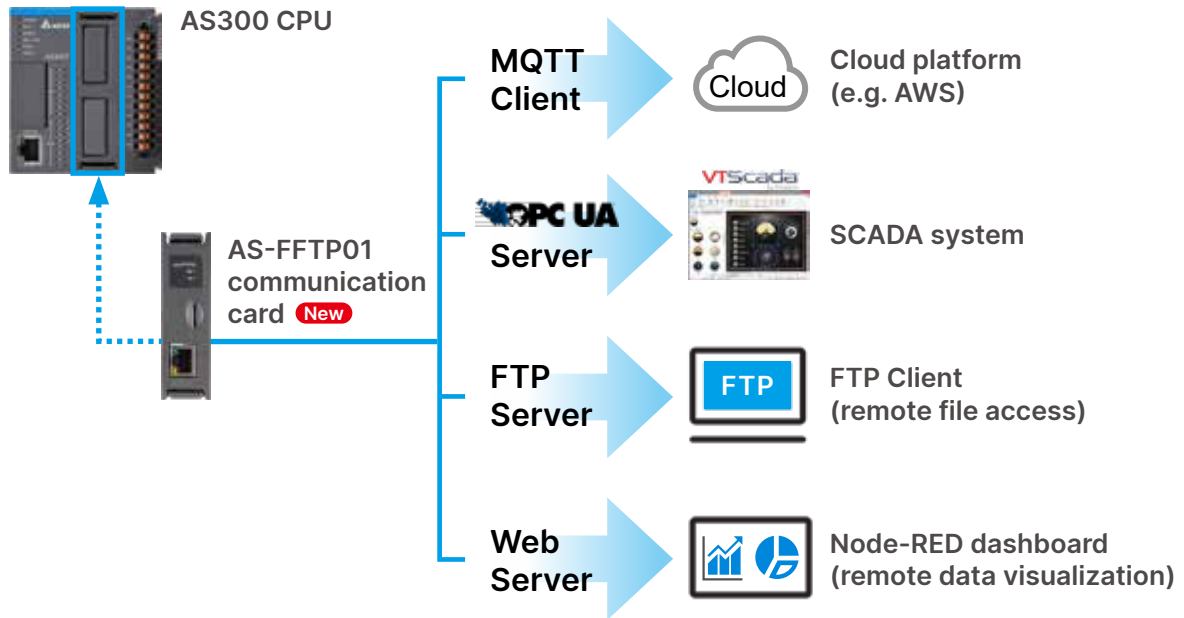 AS300 CPU
MQTT
Client
Cloud
Cloud platform
(e.g. AWS)
OPC UA
Server
VTScada
SCADA system
AS-FFTP01
communication
card New
FTP
Server
FTP
FTP Client
(remote file access)
Web
Server
Node-RED dashboard
(remote data visualization)